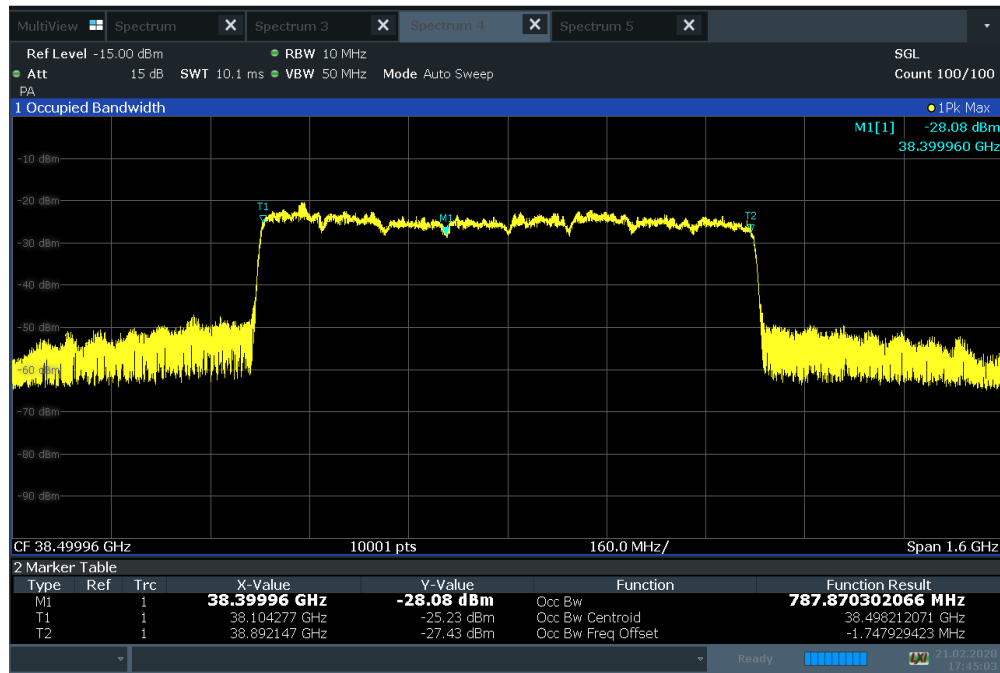 MultiView Spectrum X Spectrum 3 X Spectrum 4 X Spectrum 5 X
Ref Level -15.00 dBm RBW 10 MHz SGL
Att 15 dB SWT 10.1 ms VBW 50 MHz Mode Auto Sweep Count 100/100
PA
1 Occupied Bandwidth 1Pk Max
M1[1] -28.08 dBm
38.399960 GHz
-10 dBm
-20 dBm
T1
M1
T2
-30 dBm
-40 dBm
-50 dBm
-60 dBm
-70 dBm
-80 dBm
-90 dBm
CF 38.49996 GHz 10001 pts 160.0 MHz/ Span 1.6 GHz
2 Marker Table
Type Ref Trc X-Value Y-Value Function Function Result
M1 1 38.39996 GHz -28.08 dBm Occ Bw 787.870302066 MHz
T1 1 38.104277 GHz -25.23 dBm Occ Bw Centroid 38.498212071 GHz
T2 1 38.892147 GHz -27.43 dBm Occ Bw Freq Offset -1.747929423 MHz
Ready LXI 21.02.2020
17:45:03